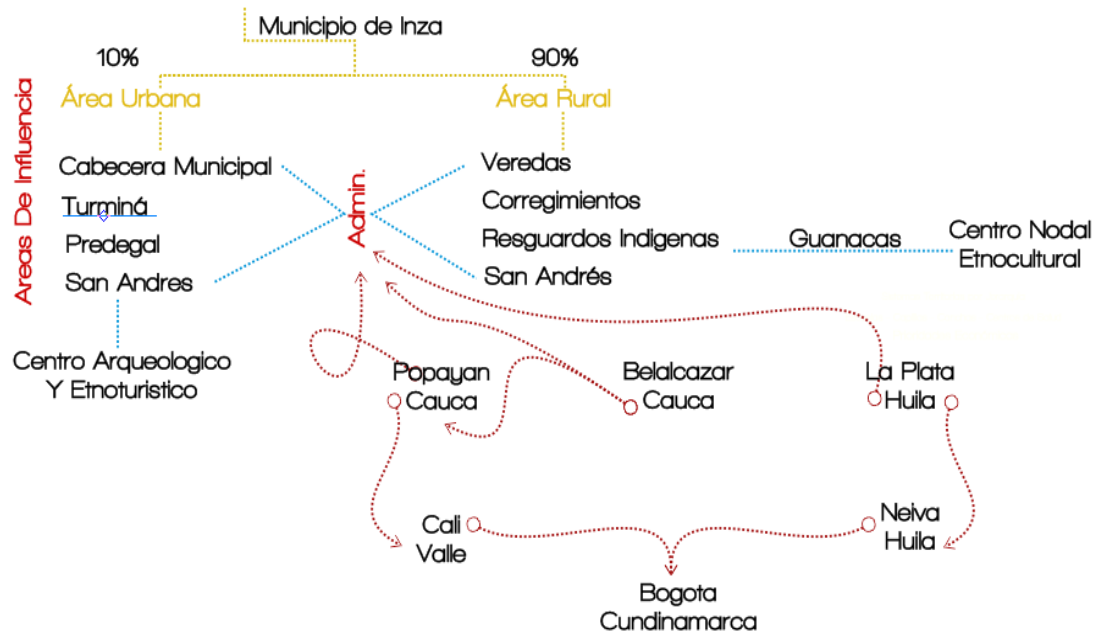 Municipio de Inza
10%
90%
Área Urbana
Área Rural
Areas De Influencia
Cabecera Municipal
Turminá
Predegal
San Andres
Admin.
Veredas
Corregimientos
Resguardos Indigenas
San Andrés
Guanacas
Centro Nodal
Etnocultural
Centro Arqueologico
Y Etnoturistico
Popayan
Cauca
Belalcazar
Cauca
La Plata
Huila
Cali
Valle
Neiva
Huila
Bogota
Cundinamarca